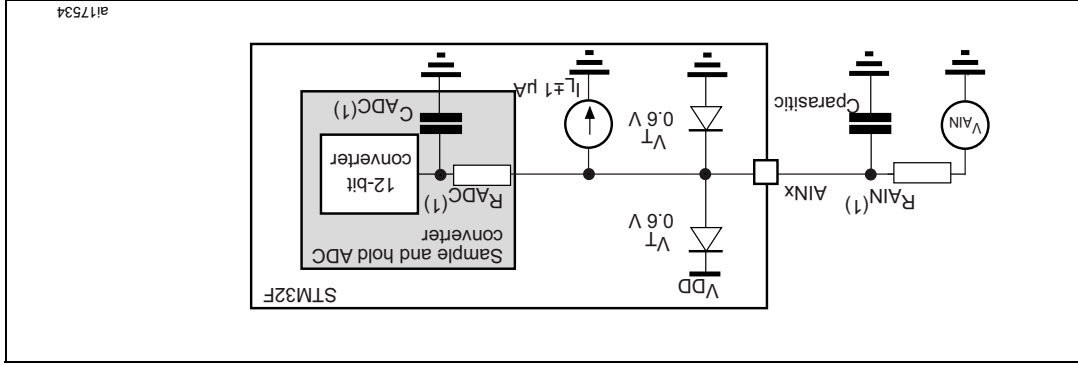 STM32F
VDD
Sample and hold ADC
converter
VT
0.6 V
RAIN(1)
AINx
RADC(1)
12-bit
converter
VAIN
Cparasitic
VT
0.6 V
IL±1 µA
CADC(1)
ai17534